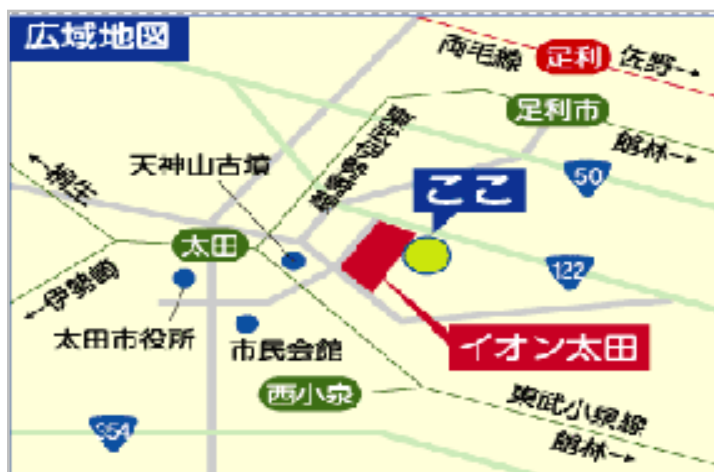 広域地図
両毛線
足利
佐野→
足利市
館林→
東武伊勢崎線
←桐生
天神山古墳
ここ
50
太田
122
←伊勢崎
太田市役所
市民会館
イオン太田
西小泉
東武小泉線
館林→
354